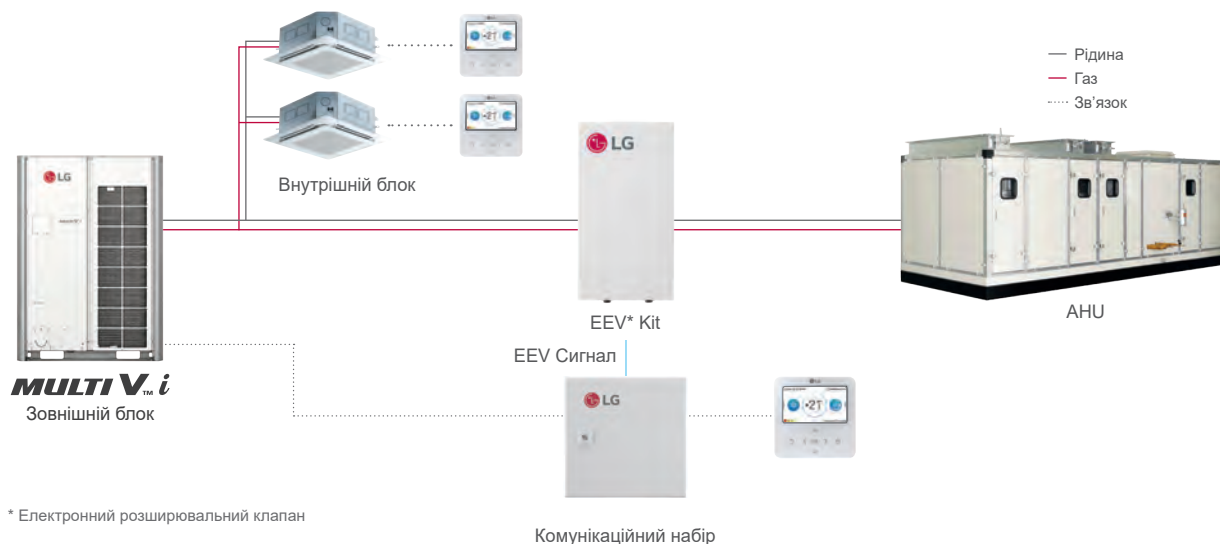 Рідина
Газ
Зв’язок
LG
Внутрішній блок
LG
MULTI V™ i
Зовнішній блок
EEV* Kit
AHU
EEV Сигнал
LG
* Електронний розширювальний клапан
Комунікаційний набір